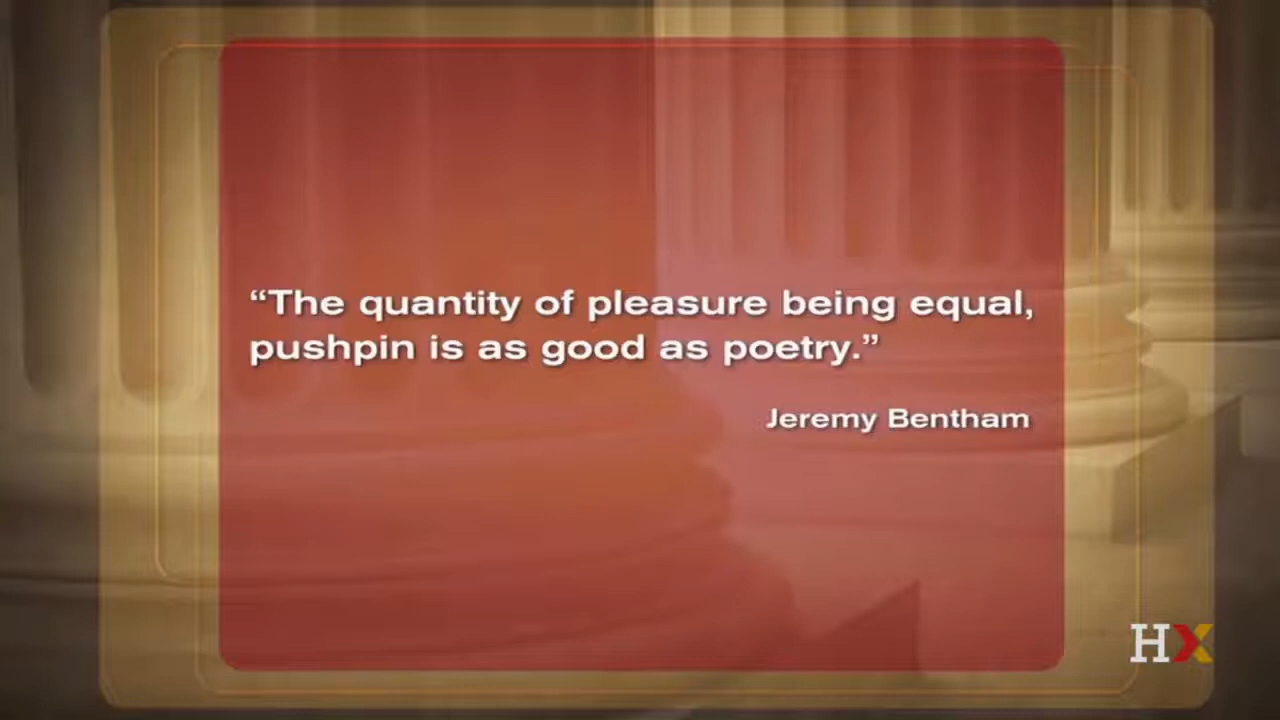 “The quantity of pleasure being equal,
pushpin is as good as poetry.”
Jeremy Bentham
HX